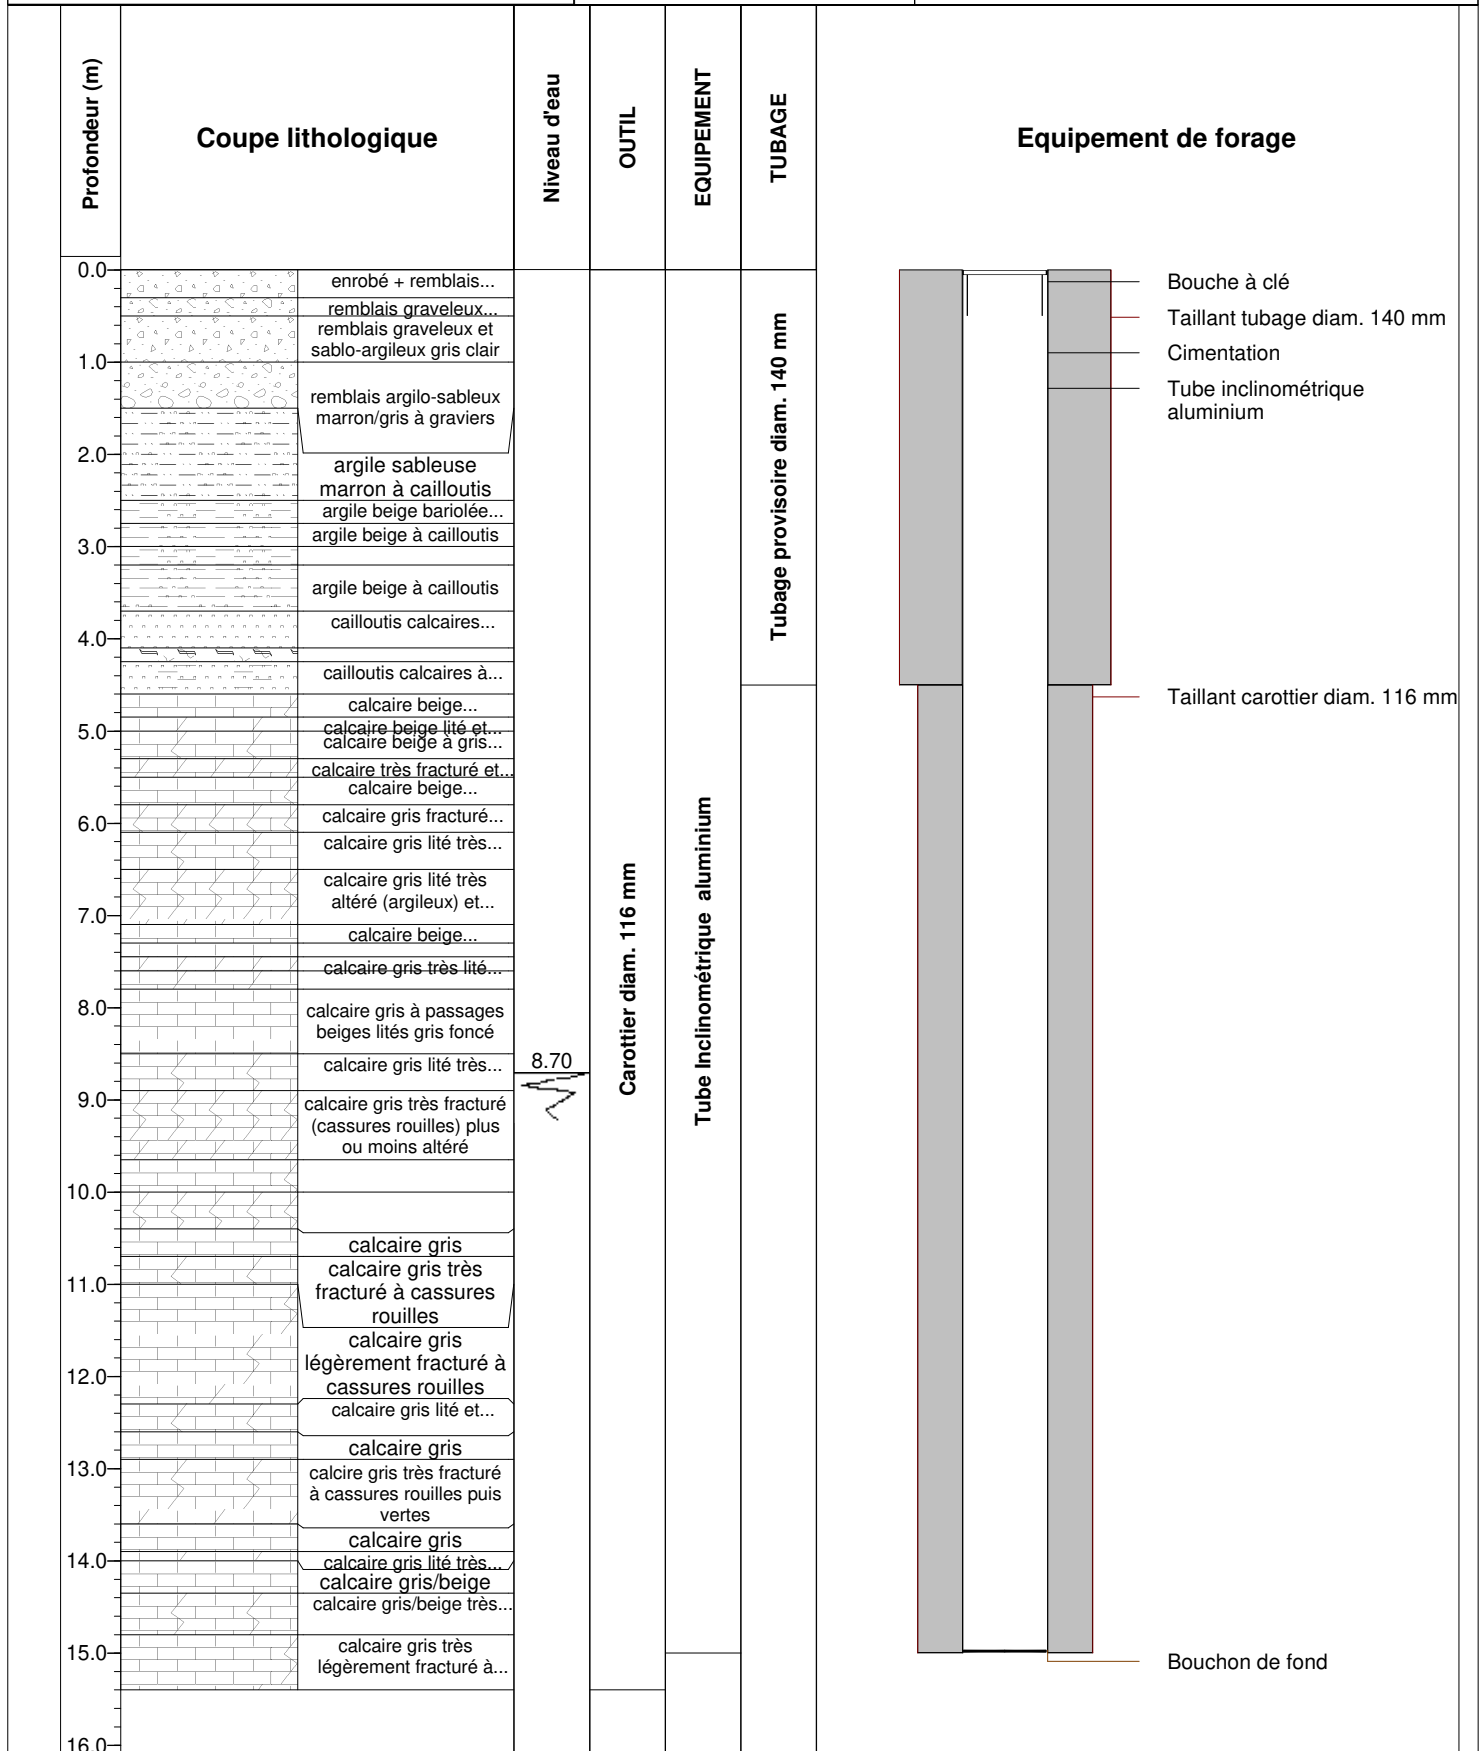 Profondeur (m)
Coupe lithologique
Niveau d'eau
OUTIL
EQUIPEMENT
TUBAGE
Equipement de forage
0.0
1.0
2.0
3.0
4.0
5.0
6.0
7.0
8.0
9.0
10.0
11.0
12.0
13.0
14.0
15.0
16.0
enrobé + remblais...
remblais graveleux...
remblais graveleux et
sablo-argileux gris clair
remblais argilo-sableux
marron/gris à graviers
argile sableuse
marron à cailloutis
argile beige bariolée...
argile beige à cailloutis
argile beige à cailloutis
cailloutis calcaires...
cailloutis calcaires à...
calcaire beige...
calcaire beige lité et...
calcaire beige à gris...
calcaire très fracturé et...
calcaire beige...
calcaire gris fracturé...
calcaire gris lité très...
calcaire gris lité très
altéré (argileux) et...
calcaire beige...
calcaire gris très lité...
calcaire gris à passages
beiges lités gris foncé
calcaire gris lité très...
calcaire gris très fracturé
(cassures rouilles) plus
ou moins altéré
calcaire gris
calcaire gris très
fracturé à cassures
rouilles
calcaire gris
légèrement fracturé à
cassures rouilles
calcaire gris lité et...
calcaire gris
calcire gris très fracturé
à cassures rouilles puis
vertes
calcaire gris
calcaire gris lité très...
calcaire gris/beige
calcaire gris/beige très...
calcaire gris très
légèrement fracturé à...
8.70
Carottier diam. 116 mm
Tube Inclinométrique aluminium
Tubage provisoire diam. 140 mm
Bouche à clé
Taillant tubage diam. 140 mm
Cimentation
Tube inclinométrique
aluminium
Taillant carottier diam. 116 mm
Bouchon de fond